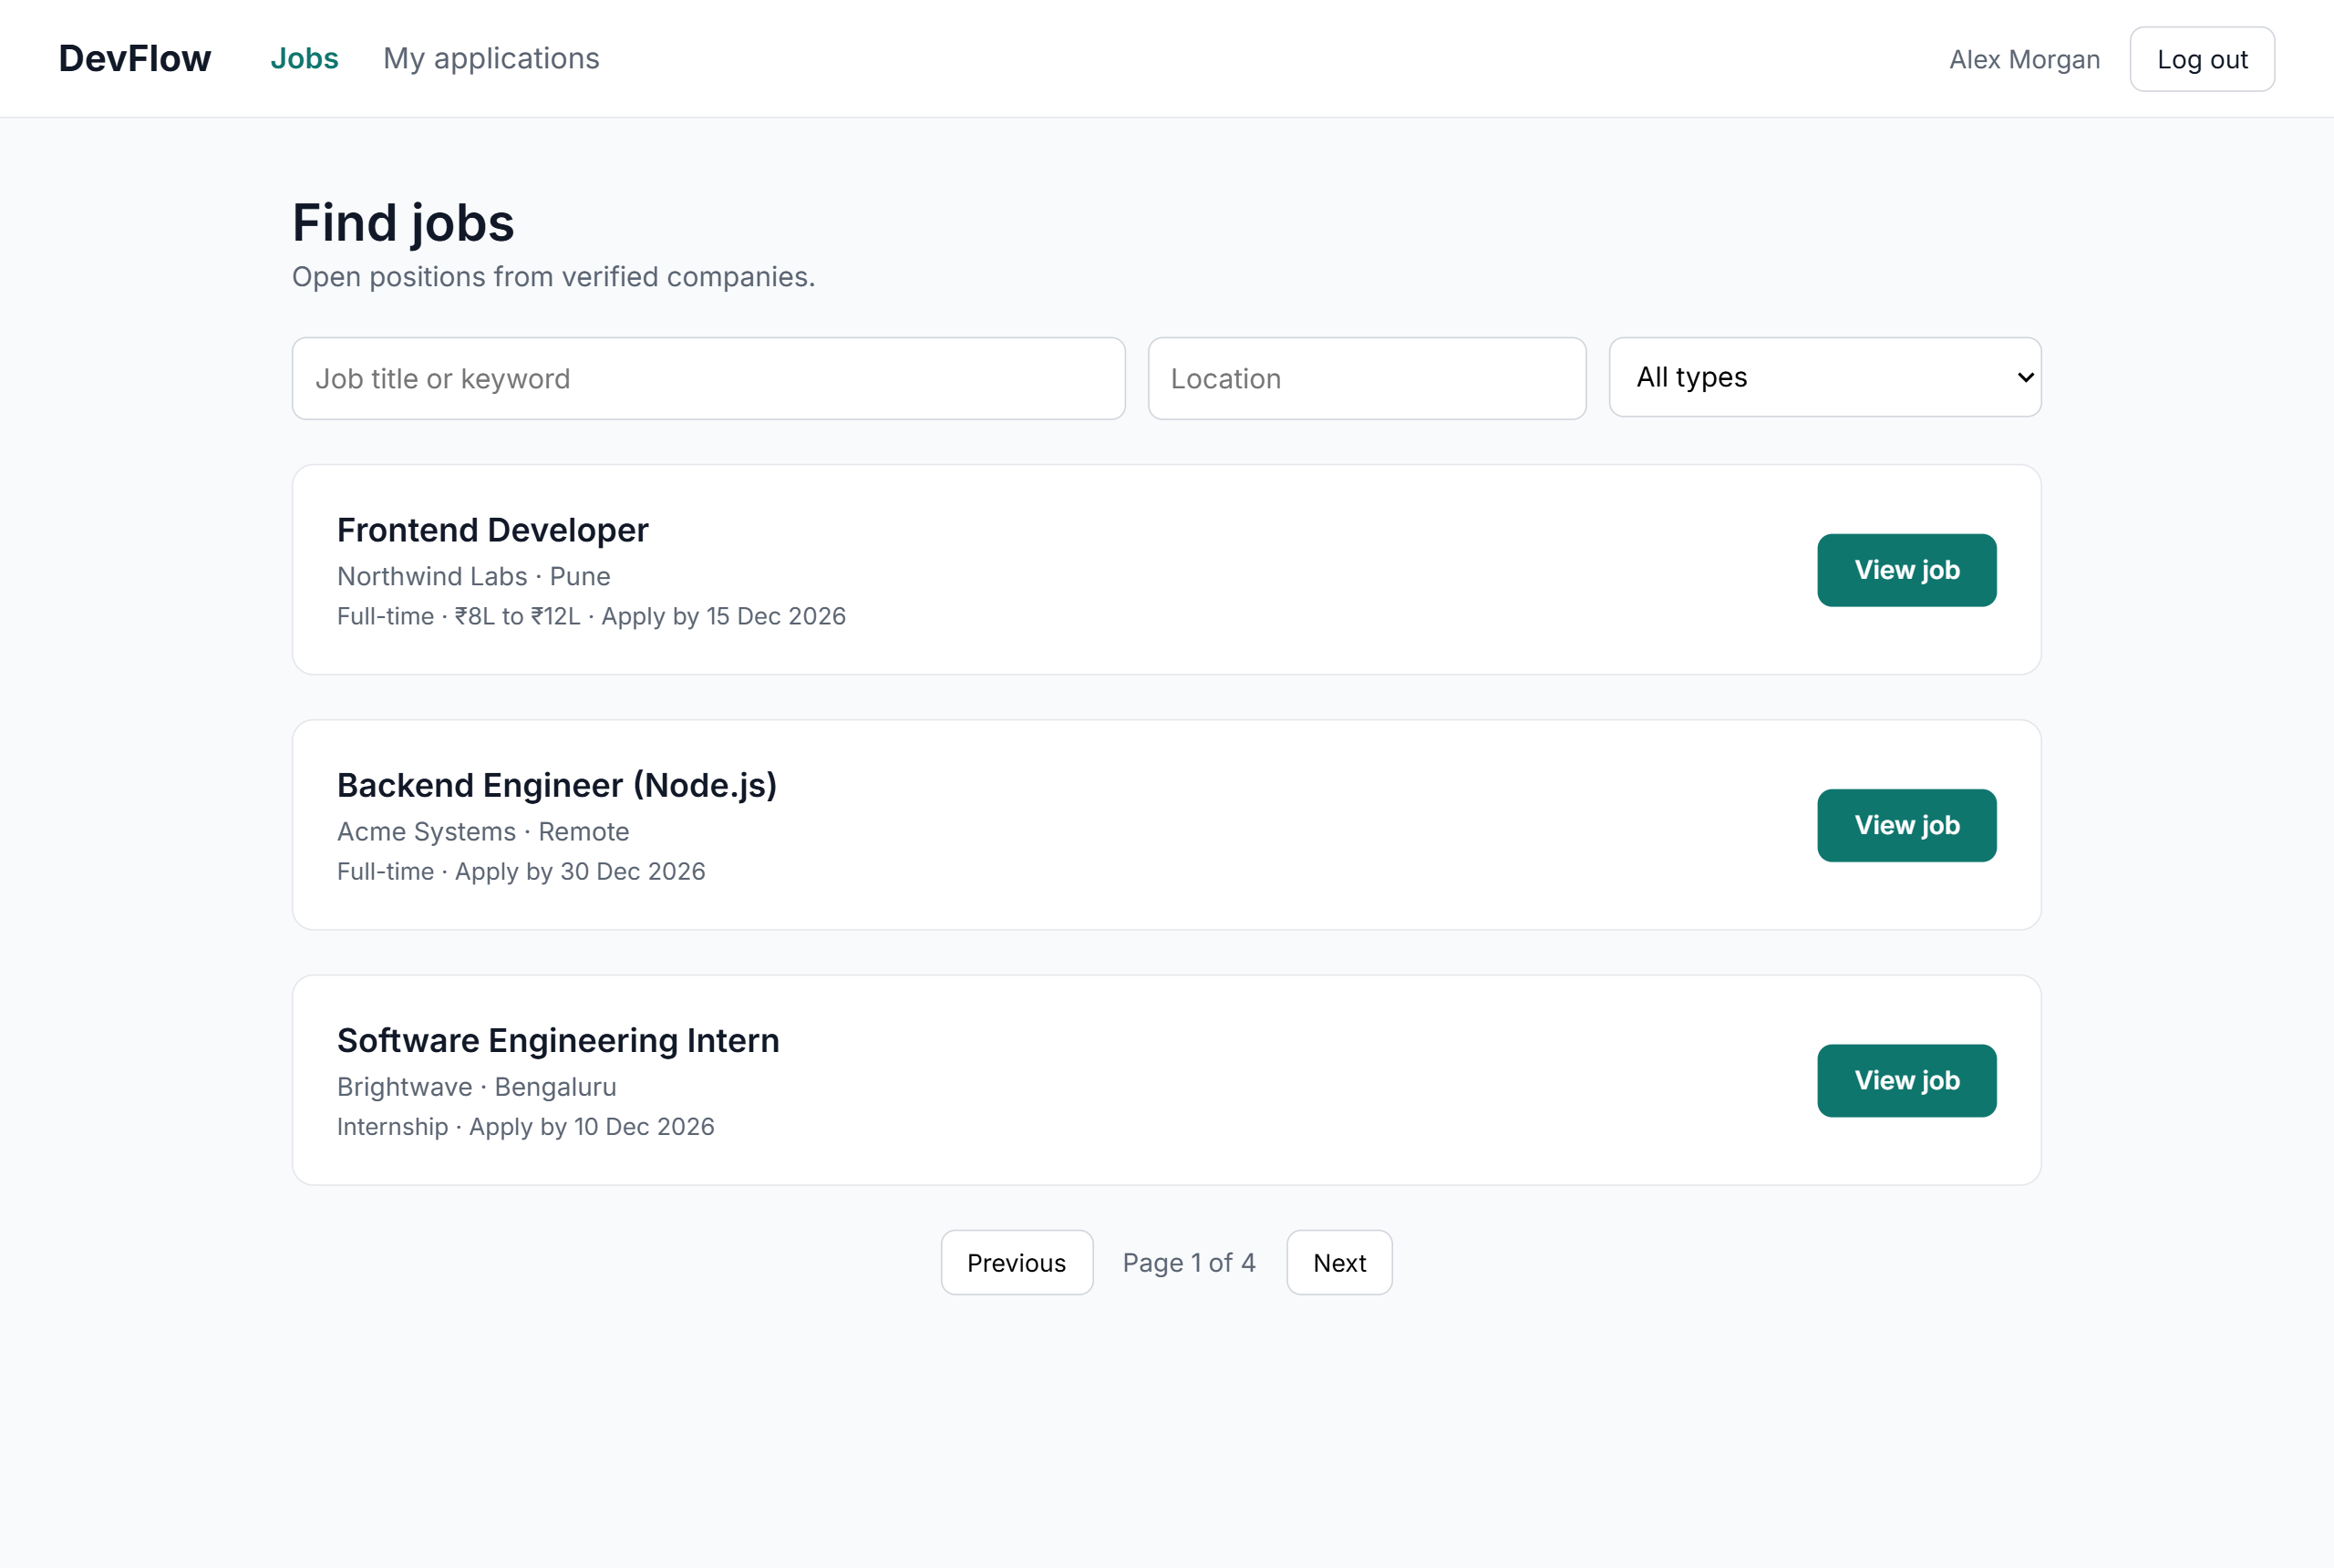 DevFlow Jobs My applications Alex Morgan Log out
Find jobs
Open positions from verified companies.
Job title or keyword Location All types
Frontend Developer
Northwind Labs · Pune
Full-time · ₹8L to ₹12L · Apply by 15 Dec 2026
View job
Backend Engineer (Node.js)
Acme Systems · Remote
Full-time · Apply by 30 Dec 2026
View job
Software Engineering Intern
Brightwave · Bengaluru
Internship · Apply by 10 Dec 2026
View job
Previous Page 1 of 4 Next